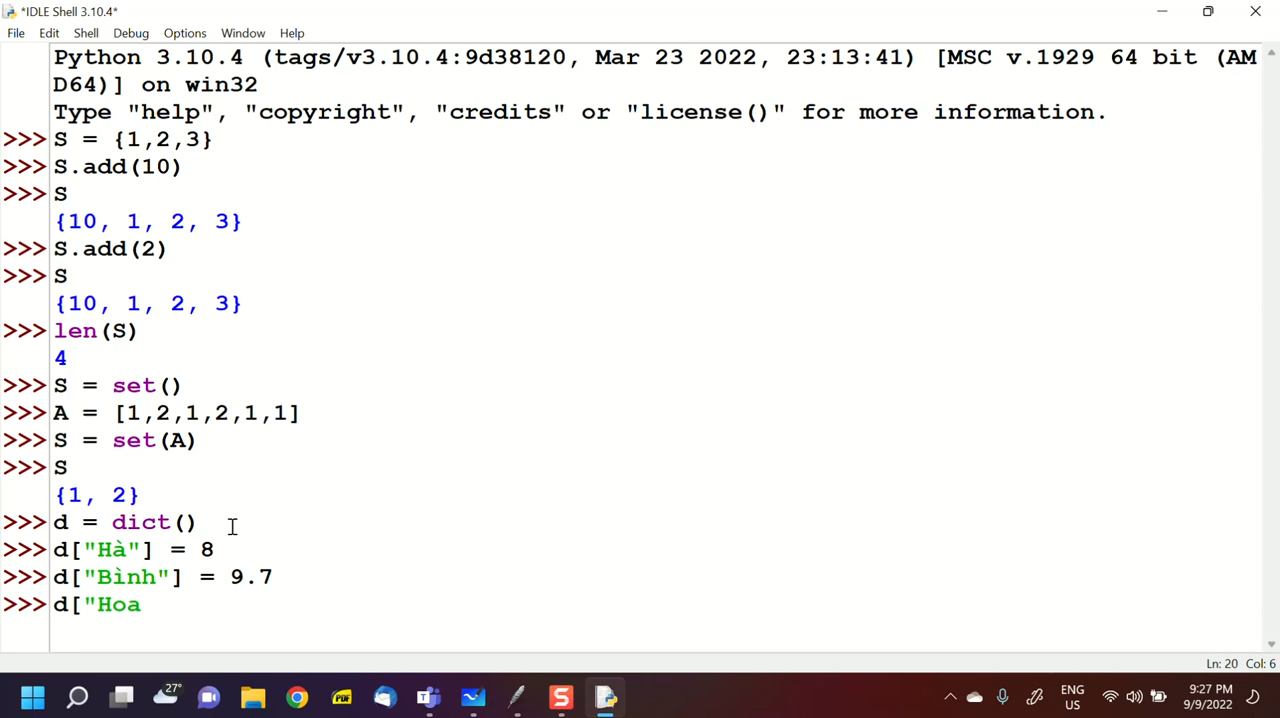 *IDLE Shell 3.10.4*
File Edit Shell Debug Options Window Help
Python 3.10.4 (tags/v3.10.4:9d38120, Mar 23 2022, 23:13:41) [MSC v.1929 64 bit (AM
D64)] on win32
Type "help", "copyright", "credits" or "license()" for more information.
>>> S = {1,2,3}
>>> S.add(10)
>>> S
{10, 1, 2, 3}
>>> S.add(2)
>>> S
{10, 1, 2, 3}
>>> len(S)
4
>>> S = set()
>>> A = [1,2,1,2,1,1]
>>> S = set(A)
>>> S
{1, 2}
>>> d = dict()
>>> d["Hà"] = 8
>>> d["Bình"] = 9.7
>>> d["Hoa
Ln: 20 Col: 6
27°
PDF
S
ENG
US
9:27 PM
9/9/2022